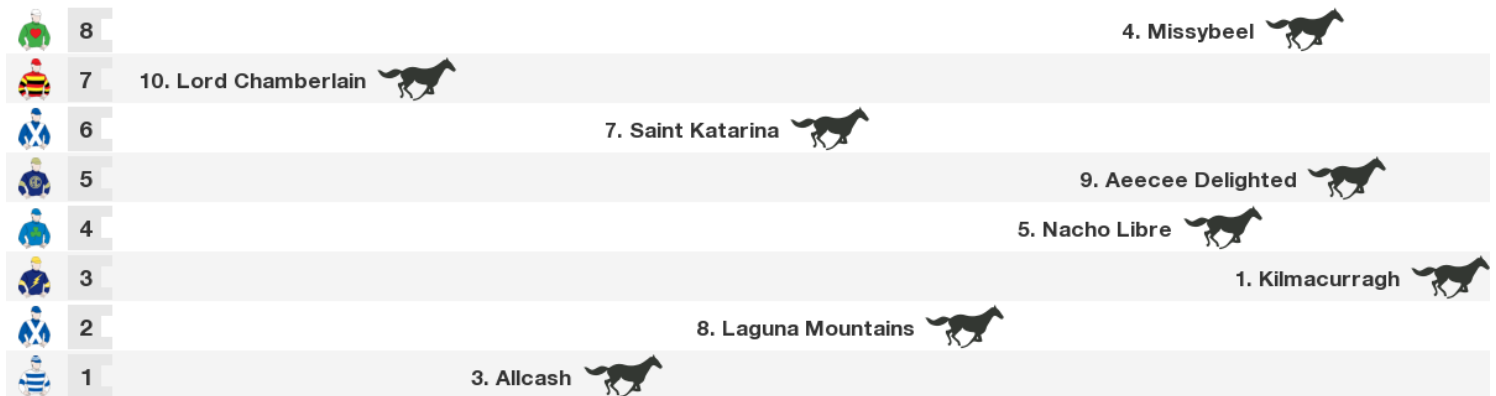 8 4. Missybeel
7 10. Lord Chamberlain
6 7. Saint Katarina
5 9. Aeecee Delighted
4 5. Nacho Libre
3 1. Kilmacurragh
2 8. Laguna Mountains
1 3. Allcash